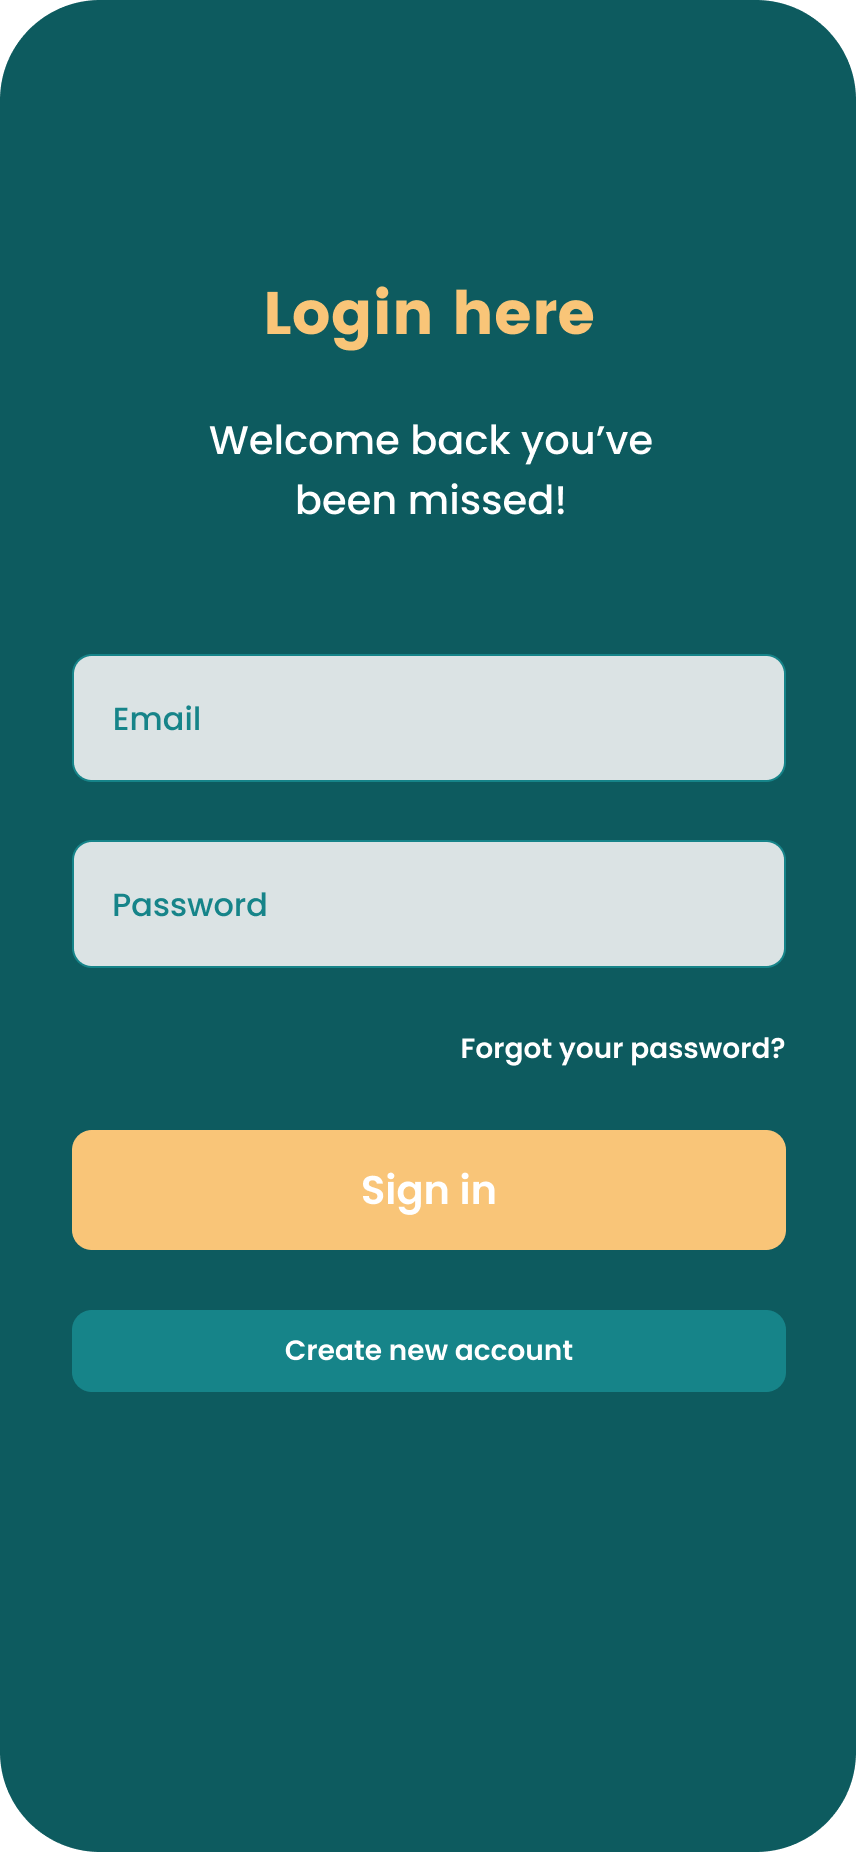 Login here
Welcome back you’ve
been missed!
Email
Password
Forgot your password?
Sign in
Create new account